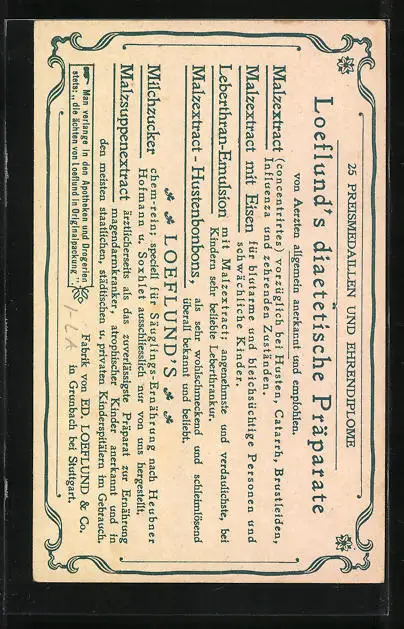 25 PREISMEDAILLEN UND EHRENDIPLOME
Loeflund's diaetetische Präparate
von Aerzten allgemein anerkannt und empfohlen.
Malzextract (concentrirtes) vorzüglich bei Husten, Catarrh, Brustleiden,
Influenza und zehrenden Zuständen.
Malzextract mit Eisen für blutarme und bleichsüchtige Personen und
schwächliche Kinder.
Leberthran-Emulsion mit Malzextract; angenehmste und verdaulichste, bei
Kindern sehr beliebte Leberthrankur.
Malzextract-Hustenbonbons, als sehr wohlschmeckend und schleimlösend
überall bekannt und beliebt.
LOEFLUND'S
Milchzucker chem-rein; speciell für Säuglings-Ernährung nach Heubner
Hofmann u. Soxhlet ausschliesslich nur von uns hergestellt.
Malzsuppenextract ärztlicherseits als das zuverlässigste Präparat zur Ernährung
magendarmkranker, atrophischer Kinder anerkannt und in
den meisten staatlichen, städtischen u. privaten Kinderspitälern im Gebrauch.
Man verlange in den Apotheken und Drogerien
stets: „die ächten von Loeflund in Originalpackung“.
Fabrik von ED. LOEFLUND & Co.
in Grunbach bei Stuttgart.